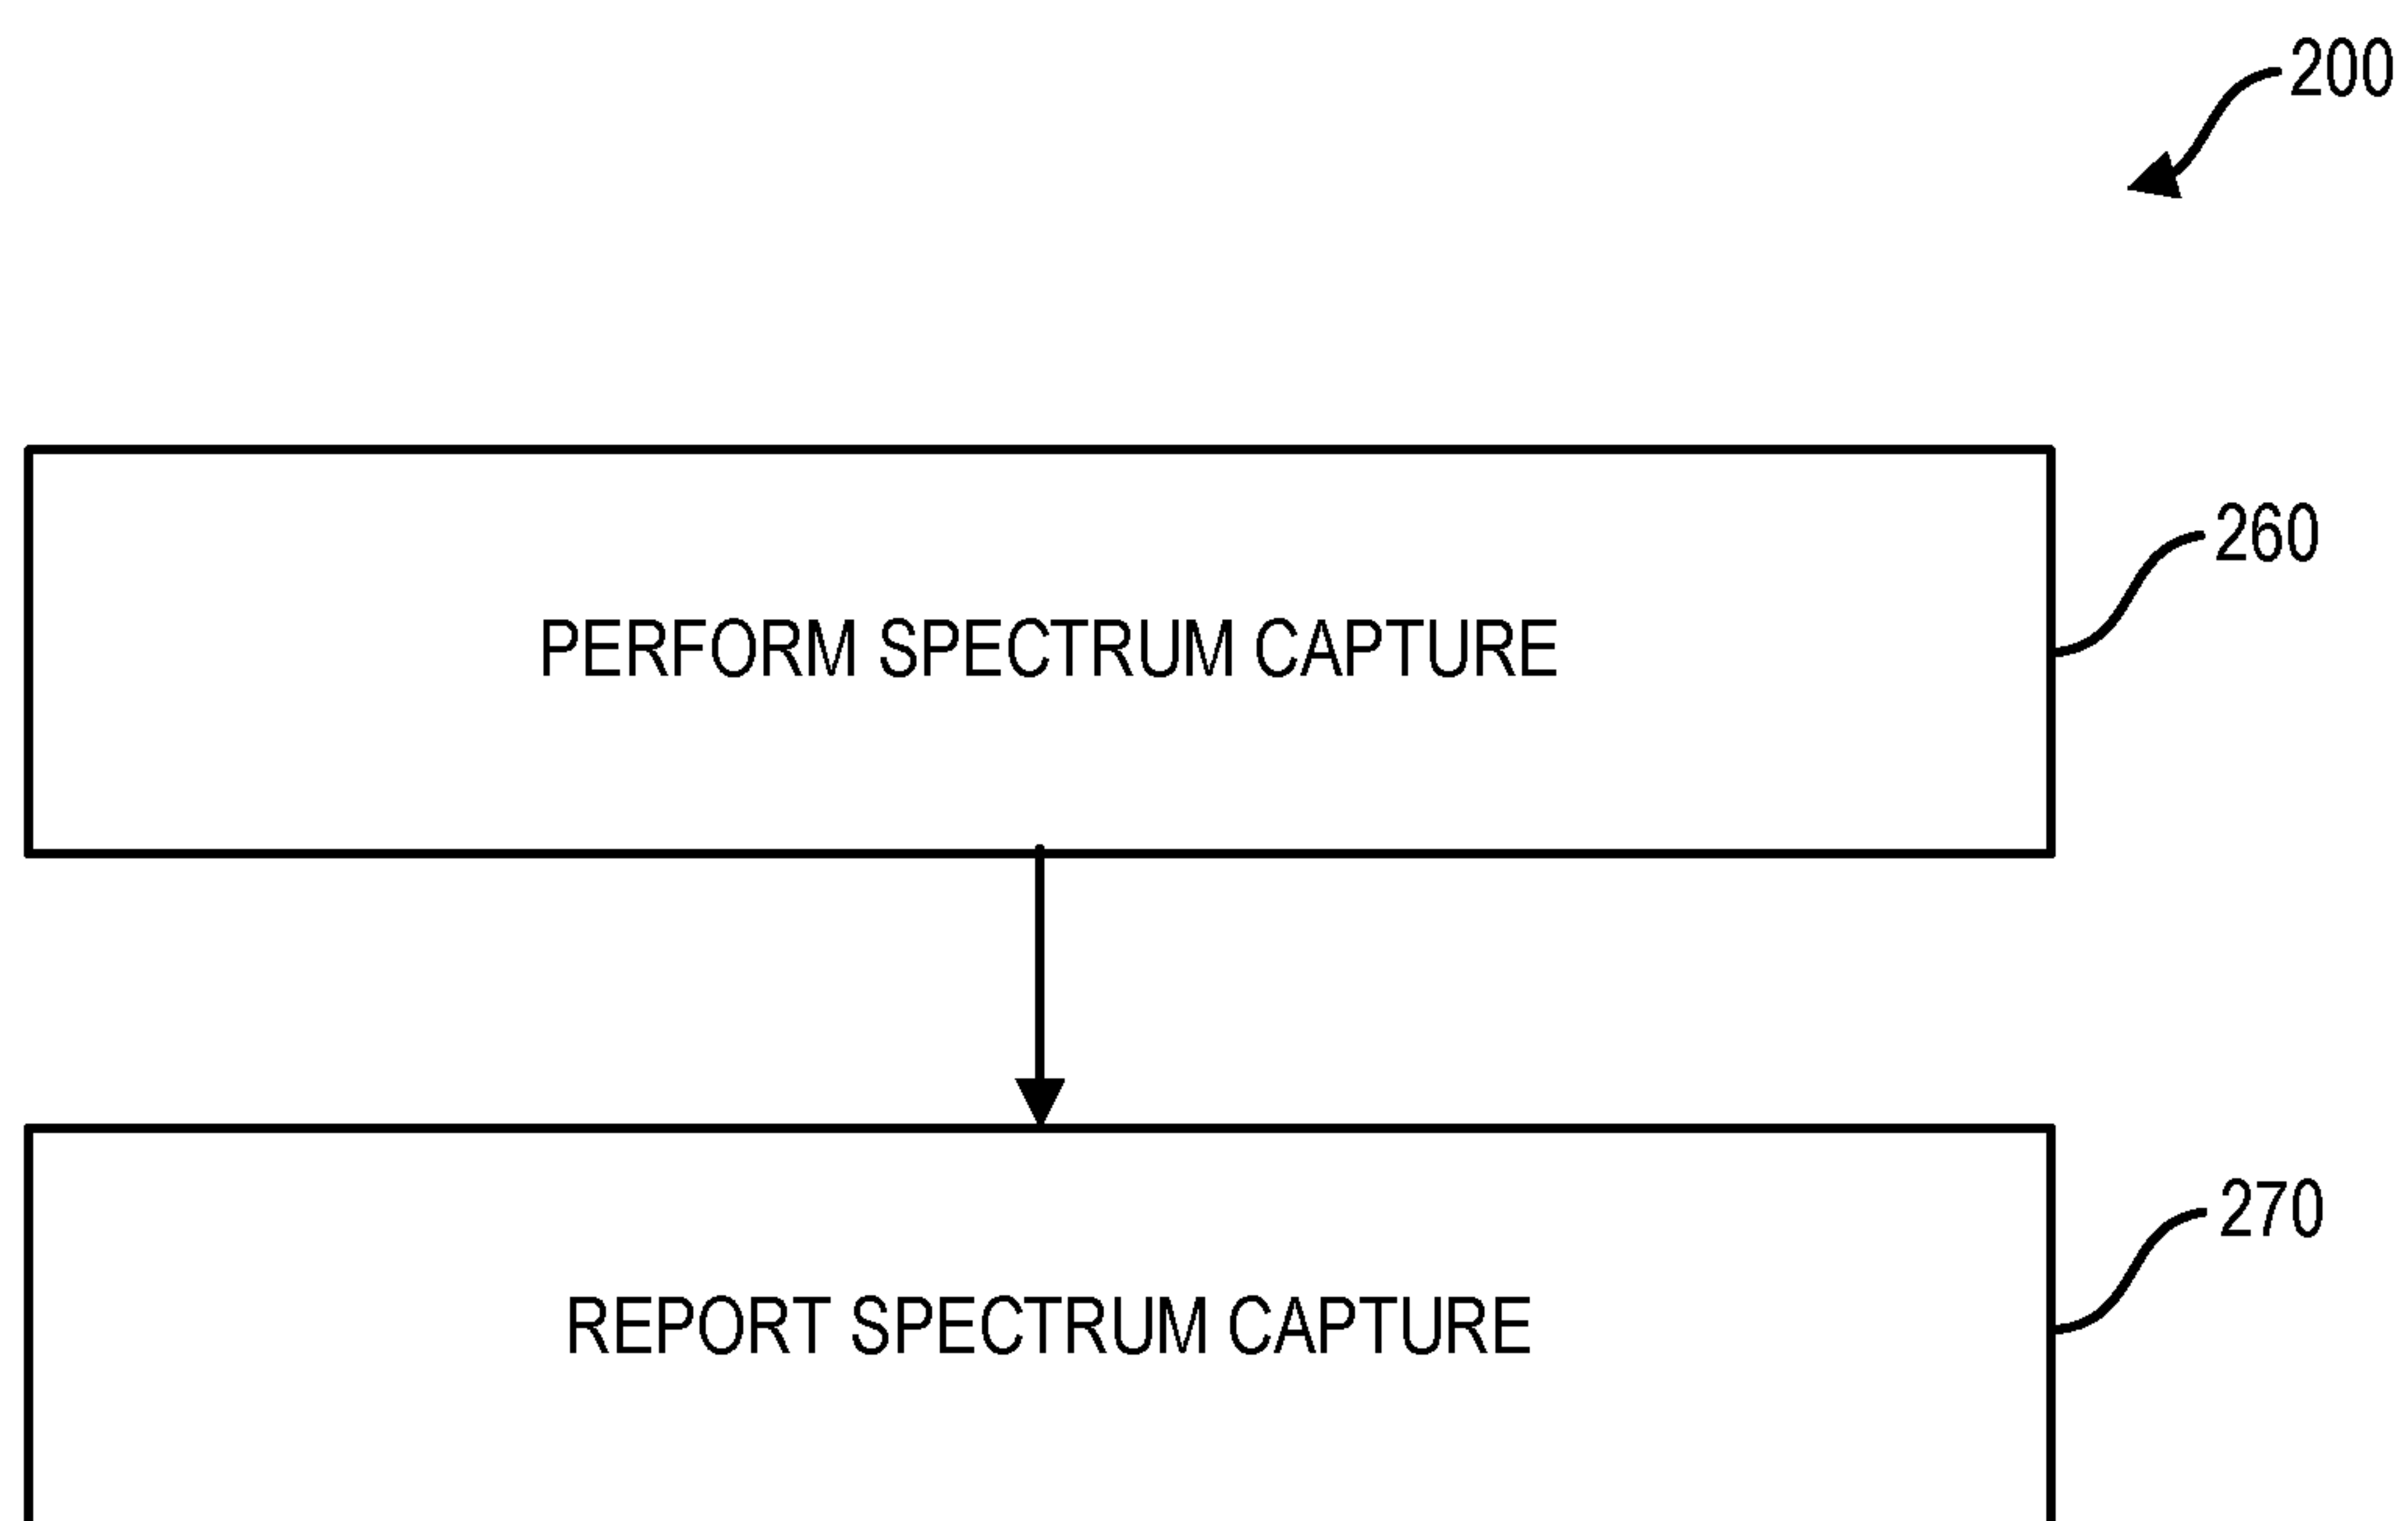 200
260
PERFORM SPECTRUM CAPTURE
270
REPORT SPECTRUM CAPTURE